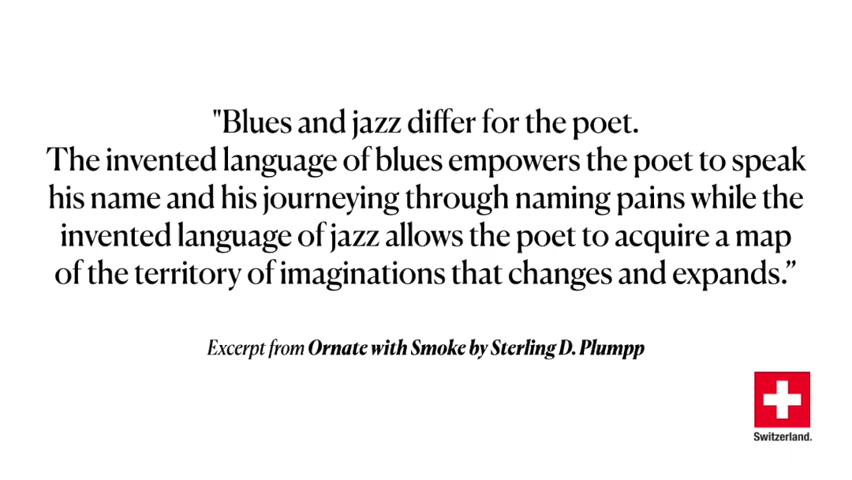 "Blues and jazz differ for the poet.
The invented language of blues empowers the poet to speak
his name and his journeying through naming pains while the
invented language of jazz allows the poet to acquire a map
of the territory of imaginations that changes and expands.”
Excerpt from Ornate with Smoke by Sterling D. Plumpp
Switzerland.